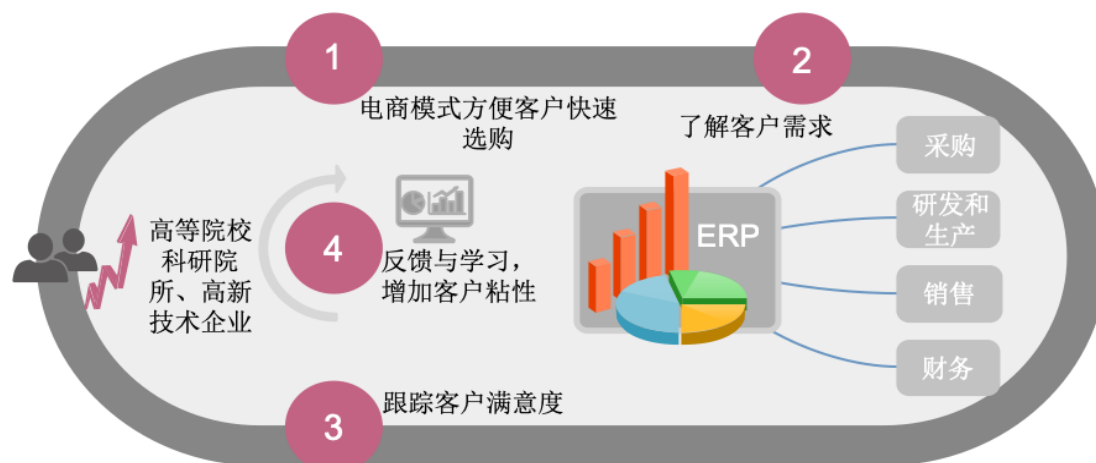 1
电商模式方便客户快速
选购
2
了解客户需求
采购
研发和
生产
销售
财务
ERP
高等院校
科研院
所、高新
技术企业
4
反馈与学习，
增加客户粘性
3
跟踪客户满意度